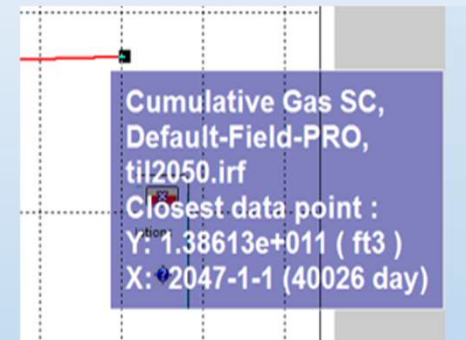 Cumulative Gas SC,
Default-Field-PRO,
til2050.irf
Closest data point :
Y: 1.38613e+011 ( ft3 )
X: 2047-1-1 (40026 day)